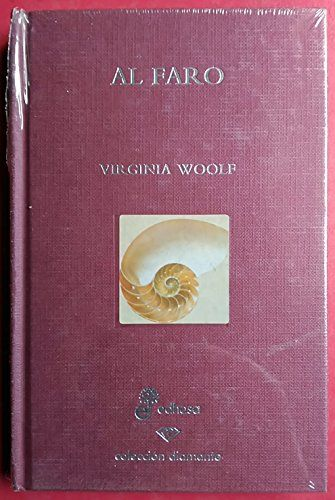 AL FARO
VIRGINIA WOOLF
edhasa
colección diamante